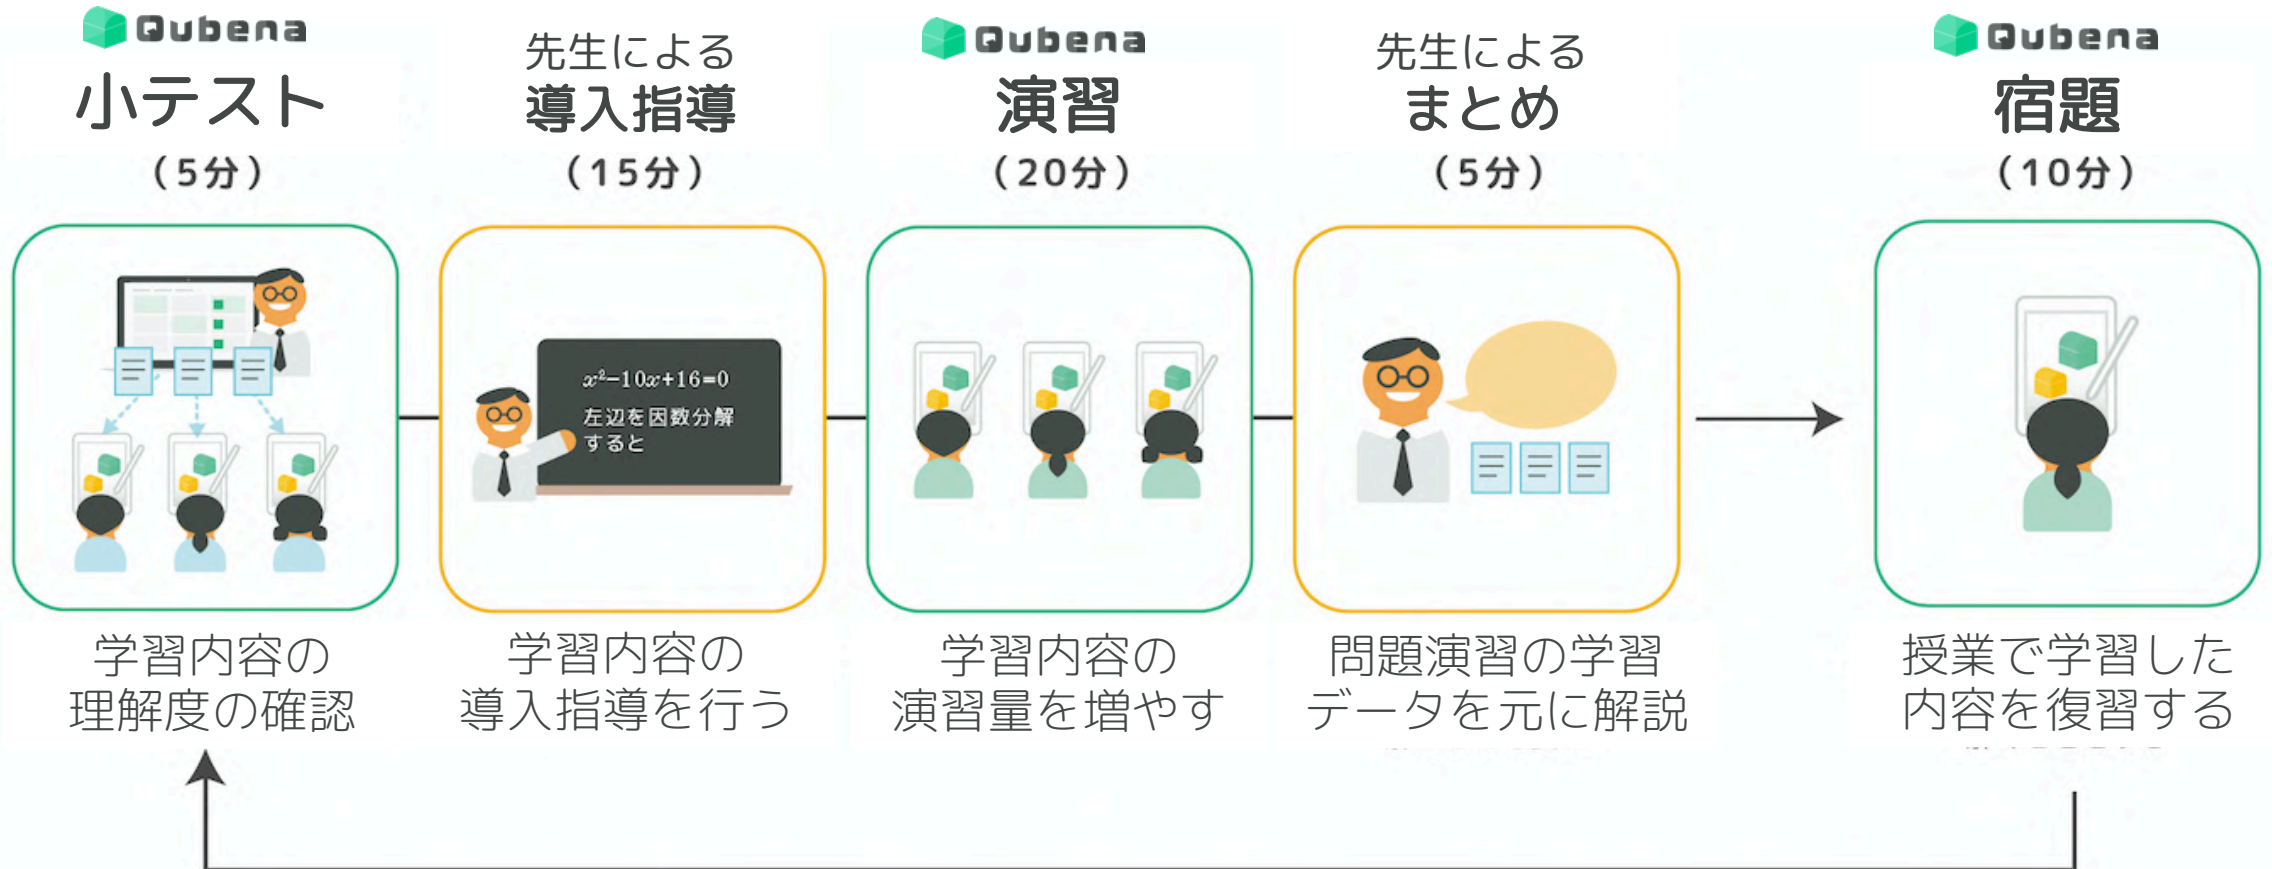 Qubena
小テスト
（5分）
学習内容の
理解度の確認
先生による
導入指導
（15分）
x²−10x+16=0
左辺を因数分解
すると
学習内容の
導入指導を行う
Qubena
演習
（20分）
学習内容の
演習量を増やす
先生による
まとめ
（5分）
問題演習の学習
データを元に解説
Qubena
宿題
（10分）
授業で学習した
内容を復習する